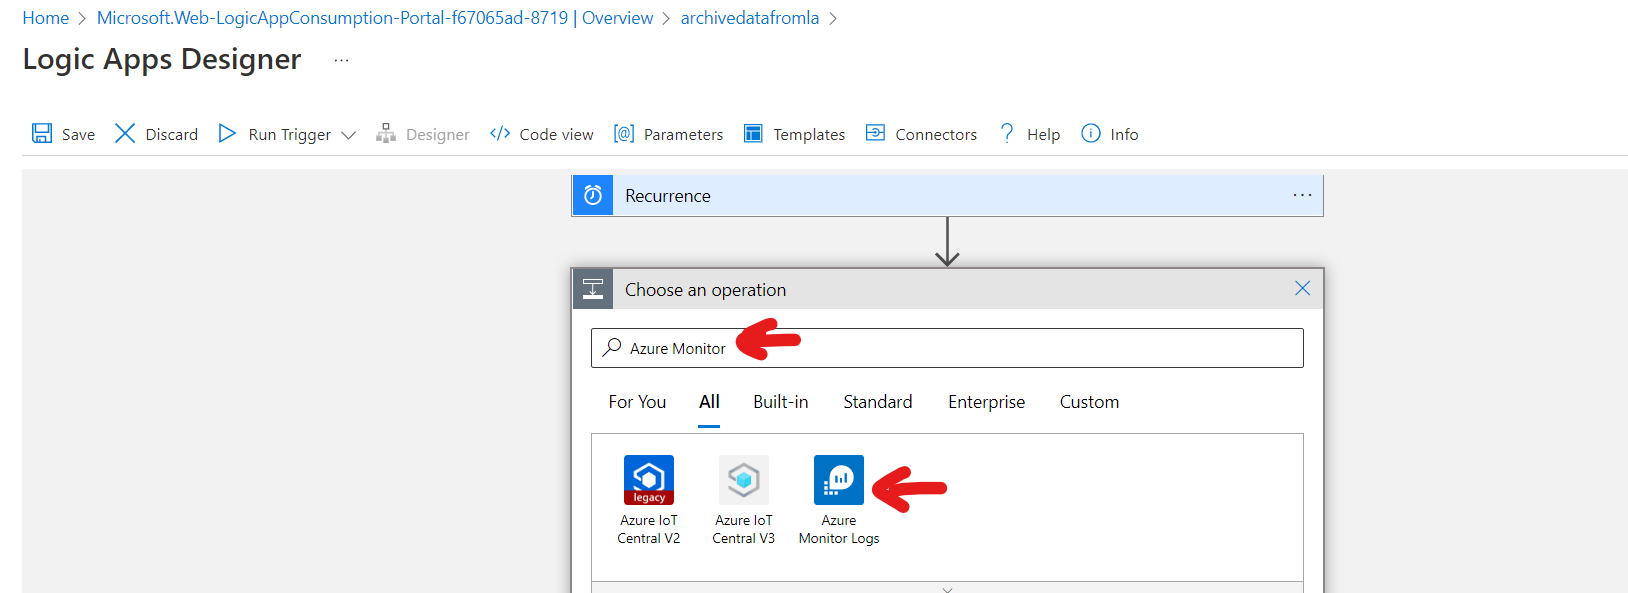 Home > Microsoft.Web-LogicAppConsumption-Portal-f67065ad-8719 | Overview > archivedatafromla >
Logic Apps Designer ...
Save Discard Run Trigger Designer </> Code view [@] Parameters Templates Connectors ? Help Info
Recurrence ...
Choose an operation
Azure Monitor
For You All Built-in Standard Enterprise Custom
legacy
Azure IoT Central V2
Azure IoT Central V3
Azure Monitor Logs